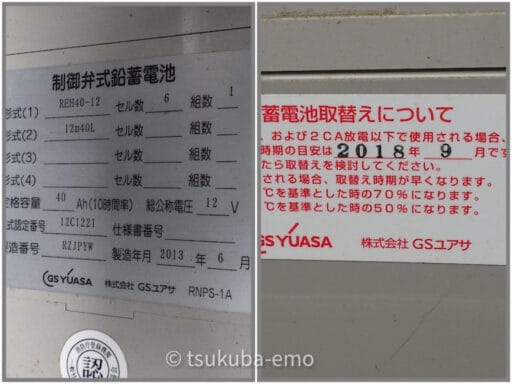 制御弁式鉛蓄電池
形式(1) REH40-12 セル数 6 組数 1
形式(2) 12m40L セル数 組数
形式(3) セル数 組数
形式(4) セル数 組数
定格容量 40 Ah(10時間率) 総公称電圧 12 V
式認定番号 12C1221 仕様書番号
製造番号 RZJPYW 製造年月 2013 年 6 月
GS YUASA 株式会社 GSユアサ RNPS-1A
認
蓄電池取替えについて
、および2CA放電以下で使用される場合、
時期の目安は 2018 年 9 月です
たら取替えを検討してください。
される場合、取替え時期が早くなります。
℃を基準とした時の70%になります。
℃を基準とした時の50%になります。
GS YUASA 株式会社 GSユアサ
© tsukuba-emo